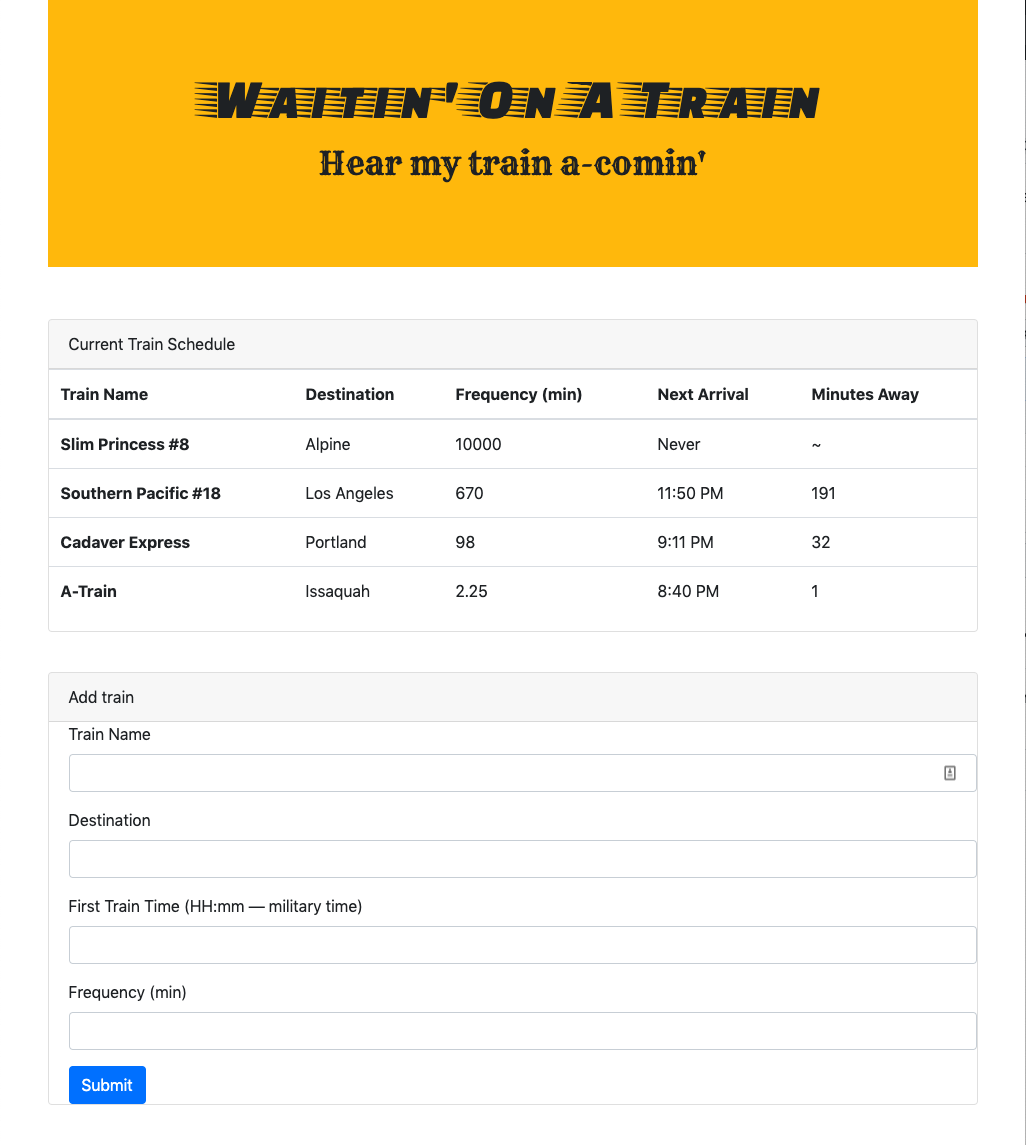 Waitin' On A Train
Hear my train a-comin'
Current Train Schedule
Train Name Destination Frequency (min) Next Arrival Minutes Away
Slim Princess #8 Alpine 10000 Never ~
Southern Pacific #18 Los Angeles 670 11:50 PM 191
Cadaver Express Portland 98 9:11 PM 32
A-Train Issaquah 2.25 8:40 PM 1
Add train
Train Name
Destination
First Train Time (HH:mm — military time)
Frequency (min)
Submit